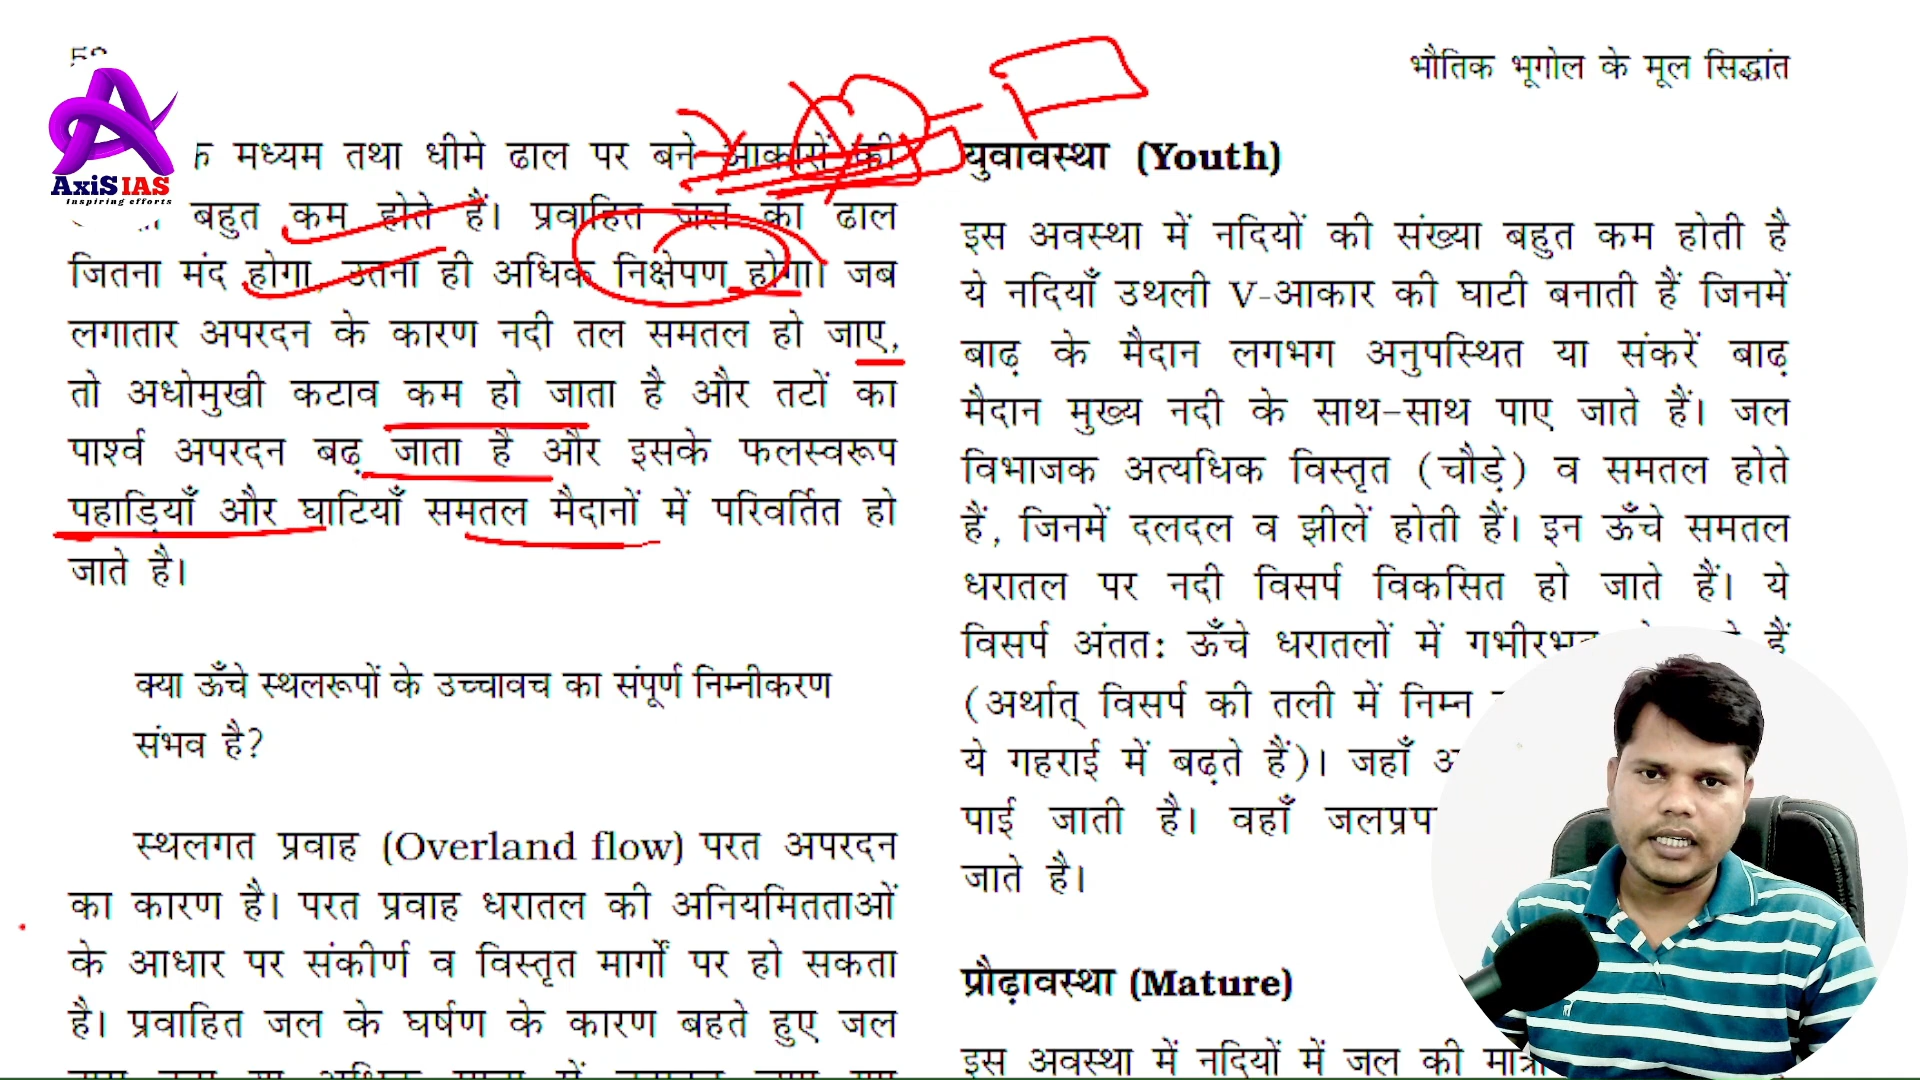 भौतिक भूगोल के मूल सिद्धांत
AxiS IAS
Inspiring efforts
मध्यम तथा धीमे ढाल पर बने आकारों की
बहुत कम होते हैं। प्रवाहित जल का ढाल
जितना मंद होगा, उतना ही अधिक निक्षेपण होगा। जब
लगातार अपरदन के कारण नदी तल समतल हो जाए,
तो अधोमुखी कटाव कम हो जाता है और तटों का
पार्श्व अपरदन बढ़ जाता है और इसके फलस्वरूप
पहाड़ियाँ और घाटियाँ समतल मैदानों में परिवर्तित हो
जाते है।
क्या ऊँचे स्थलरूपों के उच्चावच का संपूर्ण निम्नीकरण
संभव है?
स्थलगत प्रवाह (Overland flow) परत अपरदन
का कारण है। परत प्रवाह धरातल की अनियमितताओं
के आधार पर संकीर्ण व विस्तृत मार्गों पर हो सकता
है। प्रवाहित जल के घर्षण के कारण बहते हुए जल
युवावस्था (Youth)
इस अवस्था में नदियों की संख्या बहुत कम होती है
ये नदियाँ उथली V-आकार की घाटी बनाती हैं जिनमें
बाढ़ के मैदान लगभग अनुपस्थित या संकरें बाढ़
मैदान मुख्य नदी के साथ-साथ पाए जाते हैं। जल
विभाजक अत्यधिक विस्तृत (चौड़े) व समतल होते
हैं, जिनमें दलदल व झीलें होती हैं। इन ऊँचे समतल
धरातल पर नदी विसर्प विकसित हो जाते हैं। ये
विसर्प अंतत: ऊँचे धरातलों में हैं
(अर्थात् विसर्प की तली में निम्न
ये गहराई में बढ़ते हैं)। जहाँ
पाई जाती है। वहाँ
जाते है।
प्रौढ़ावस्था (Mature)
इस अवस्था में नदियों में जल की